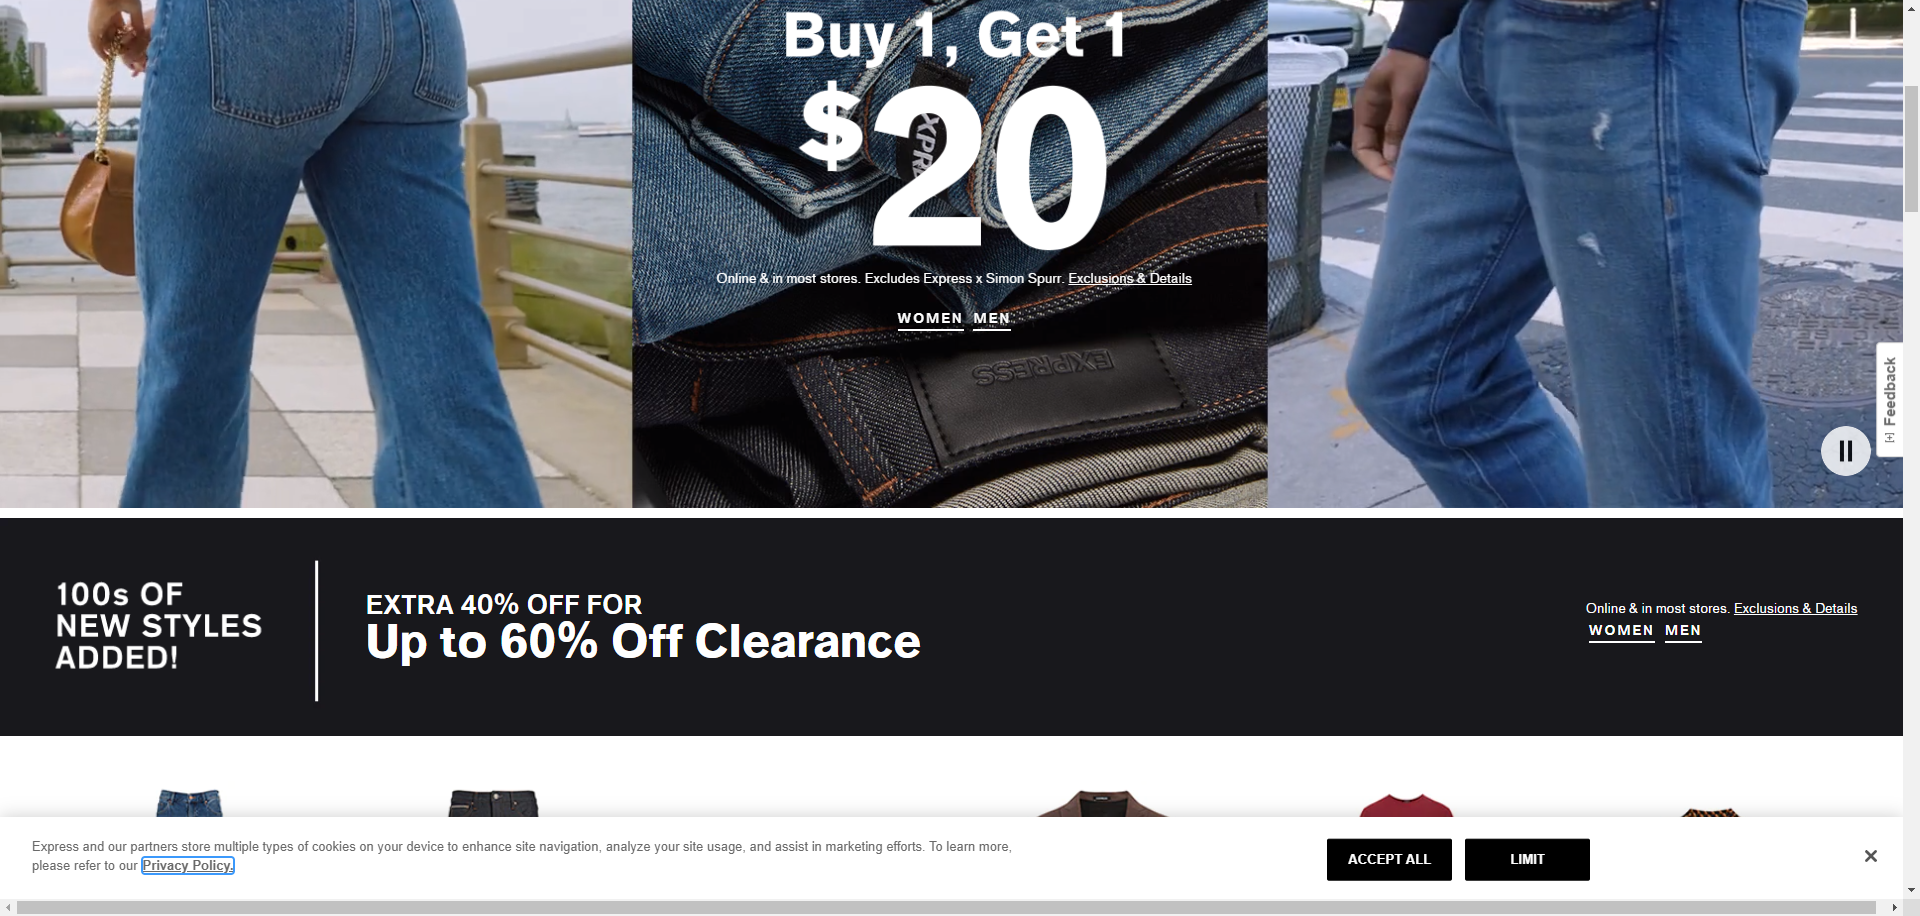 Buy 1, Get 1
$20
Online & in most stores. Excludes Express x Simon Spurr. Exclusions & Details
WOMEN MEN
EXPRESS
Feedback
100s OF
NEW STYLES
ADDED!
EXTRA 40% OFF FOR
Up to 60% Off Clearance
Online & in most stores. Exclusions & Details
WOMEN MEN
Express and our partners store multiple types of cookies on your device to enhance site navigation, analyze your site usage, and assist in marketing efforts. To learn more,
please refer to our Privacy Policy.
ACCEPT ALL
LIMIT